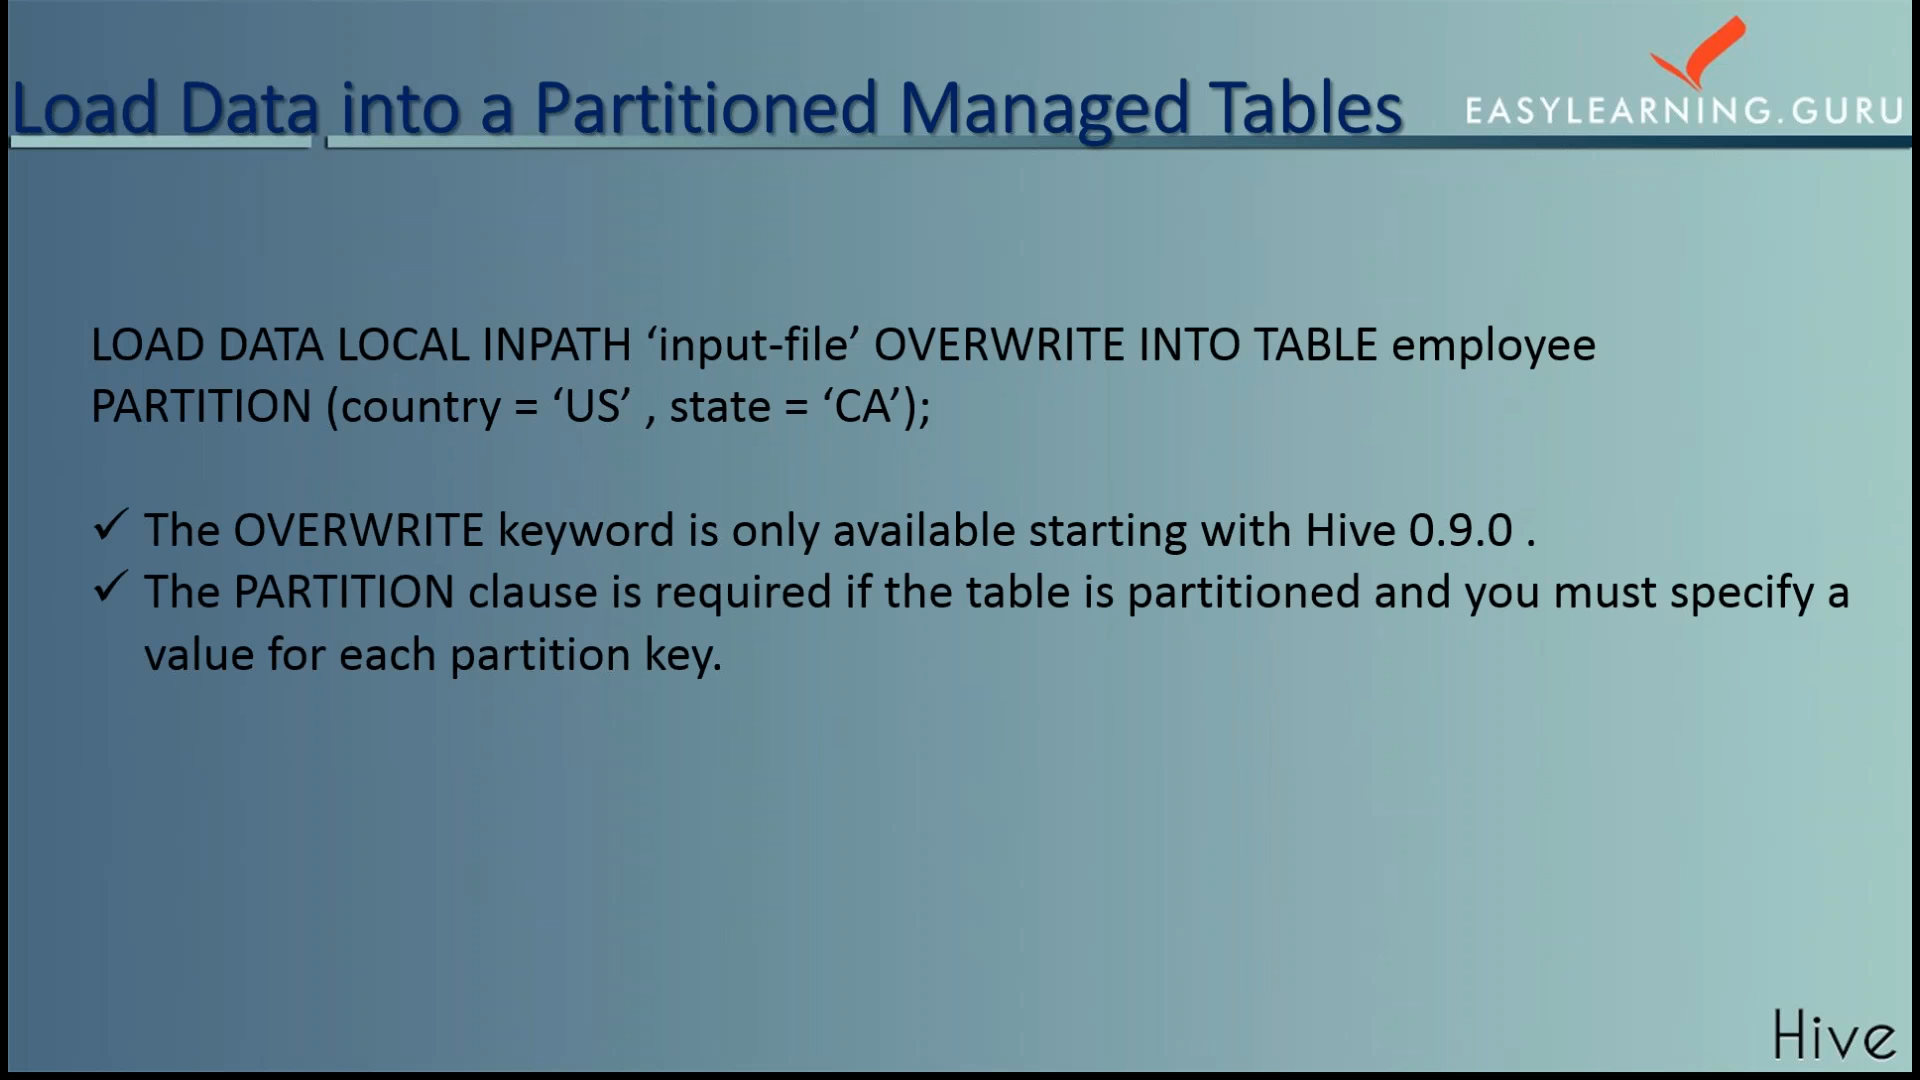 Load Data into a Partitioned Managed Tables
EASYLEARNING.GURU
LOAD DATA LOCAL INPATH ‘input-file’ OVERWRITE INTO TABLE employee
PARTITION (country = ‘US’ , state = ‘CA’);
✓ The OVERWRITE keyword is only available starting with Hive 0.9.0 .
✓ The PARTITION clause is required if the table is partitioned and you must specify a
value for each partition key.
Hive